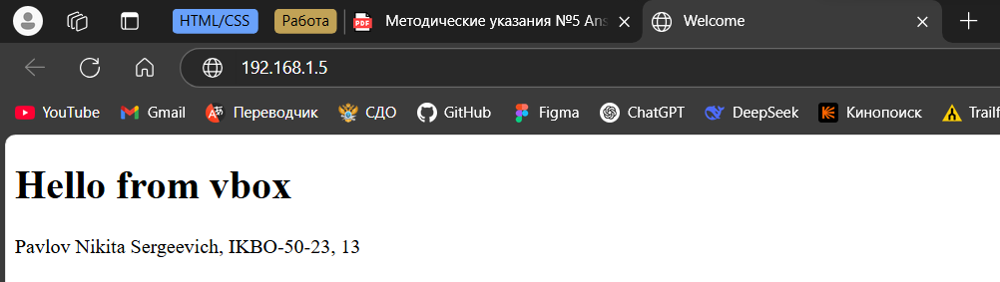 HTML/CSS Работа Методические указания №5 Ans Welcome
192.168.1.5
YouTube Gmail Переводчик СДО GitHub Figma ChatGPT DeepSeek Кинопоиск Trailf
Hello from vbox
Pavlov Nikita Sergeevich, IKBO-50-23, 13